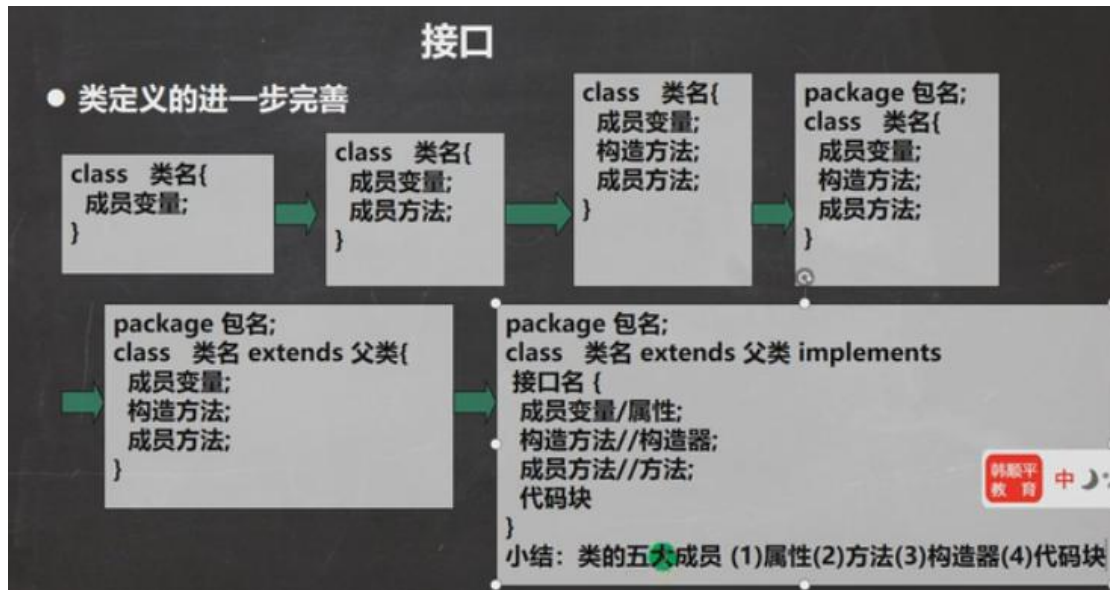 接口
● 类定义的进一步完善
class 类名{
成员变量;
}
class 类名{
成员变量;
成员方法;
}
class 类名{
成员变量;
构造方法;
成员方法;
}
package 包名;
class 类名{
成员变量;
构造方法;
成员方法;
}
package 包名;
class 类名 extends 父类{
成员变量;
构造方法;
成员方法;
}
package 包名;
class 类名 extends 父类 implements
接口名 {
成员变量/属性;
构造方法//构造器;
成员方法//方法;
代码块
}
小结：类的五大成员 (1)属性(2)方法(3)构造器(4)代码块
韩顺平
教育
中